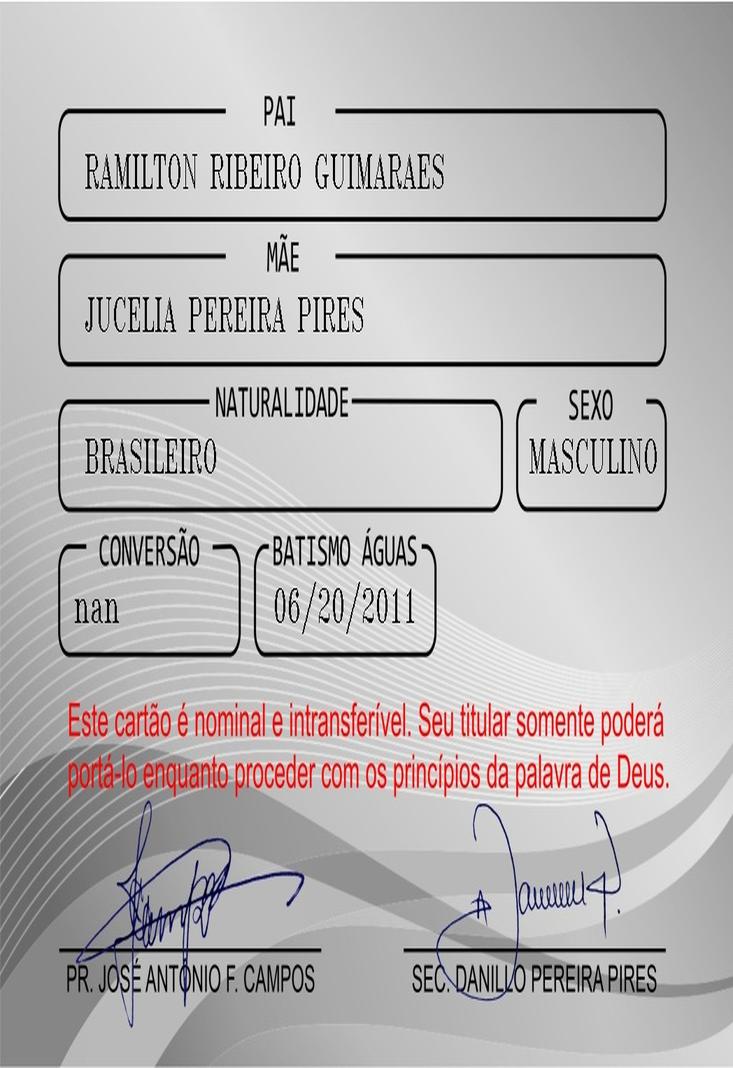 PAI
RAMILTON RIBEIRO GUIMARAES
MÃE
JUCELIA PEREIRA PIRES
NATURALIDADE
BRASILEIRO
SEXO
MASCULINO
CONVERSÃO
nan
BATISMO ÁGUAS
06/20/2011
Este cartão é nominal e intransferível. Seu titular somente poderá
portá-lo enquanto proceder com os princípios da palavra de Deus.
PR. JOSÉ ANTÔNIO F. CAMPOS
SEC. DANILLO PEREIRA PIRES